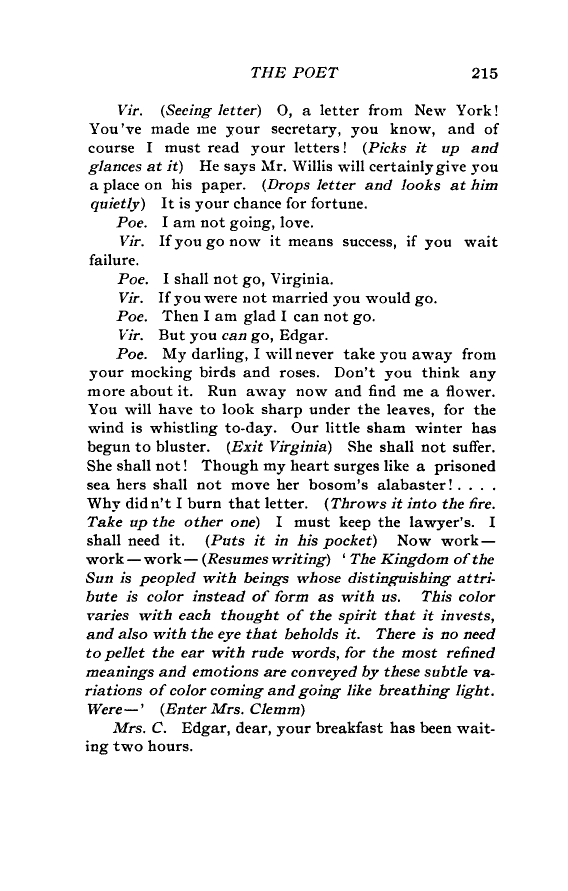 THE POET 215
Vir. (Seeing letter) O, a letter from New York!
You've made me your secretary, you know, and of
course I must read your letters! (Picks it up and
glances at it) He says Mr. Willis will certainly give you
a place on his paper. (Drops letter and looks at him
quietly) It is your chance for fortune.
Poe. I am not going, love.
Vir. If you go now it means success, if you wait
failure.
Poe. I shall not go, Virginia.
Vir. If you were not married you would go.
Poe. Then I am glad I can not go.
Vir. But you can go, Edgar.
Poe. My darling, I will never take you away from
your mocking birds and roses. Don't you think any
more about it. Run away now and find me a flower.
You will have to look sharp under the leaves, for the
wind is whistling to-day. Our little sham winter has
begun to bluster. (Exit Virginia) She shall not suffer.
She shall not! Though my heart surges like a prisoned
sea hers shall not move her bosom's alabaster! . . . .
Why didn't I burn that letter. (Throws it into the fire.
Take up the other one) I must keep the lawyer's. I
shall need it. (Puts it in his pocket) Now work—
work—work—(Resumes writing) ‘The Kingdom of the
Sun is peopled with beings whose distinguishing attri-
bute is color instead of form as with us. This color
varies with each thought of the spirit that it invests,
and also with the eye that beholds it. There is no need
to pellet the ear with rude words, for the most refined
meanings and emotions are conveyed by these subtle va-
riations of color coming and going like breathing light.
Were—’ (Enter Mrs. Clemm)
Mrs. C. Edgar, dear, your breakfast has been wait-
ing two hours.